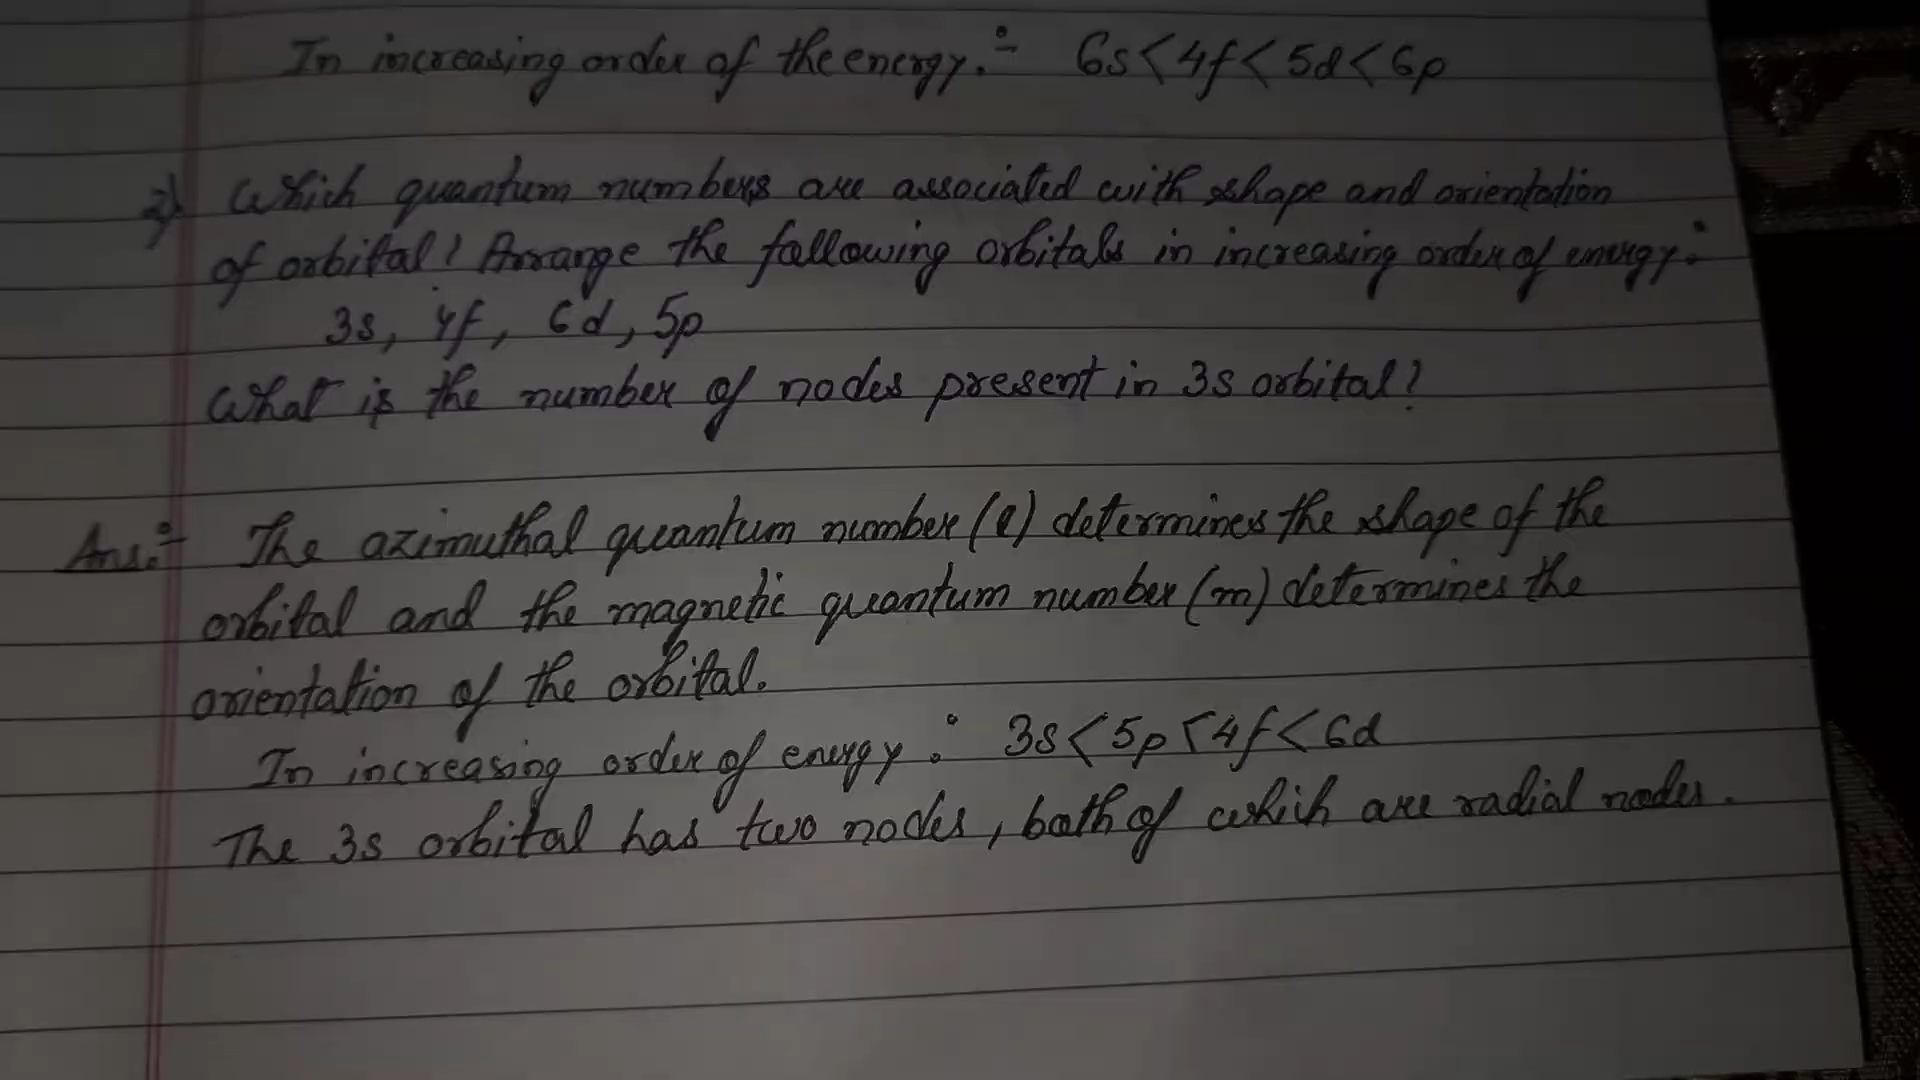 In increasing order of the energy :- 6s < 4f < 5d < 6p
2) Which quantum numbers are associated with shape and orientation
of orbital? Arrange the following orbitals in increasing order of energy :
3s, 4f, 6d, 5p
What is the number of nodes present in 3s orbital?
Ans:- The azimuthal quantum number (l) determines the shape of the
orbital and the magnetic quantum number (m) determines the
orientation of the orbital.
In increasing order of energy : 3s < 5p < 4f < 6d
The 3s orbital has two nodes, both of which are radial nodes.